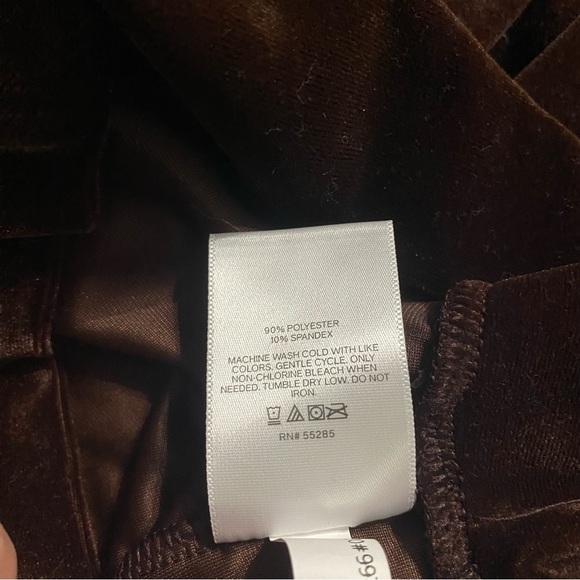 90% POLYESTER
10% SPANDEX
MACHINE WASH COLD WITH LIKE
COLORS. GENTLE CYCLE. ONLY
NON-CHLORINE BLEACH WHEN
NEEDED. TUMBLE DRY LOW. DO NOT
IRON.
RN# 55285